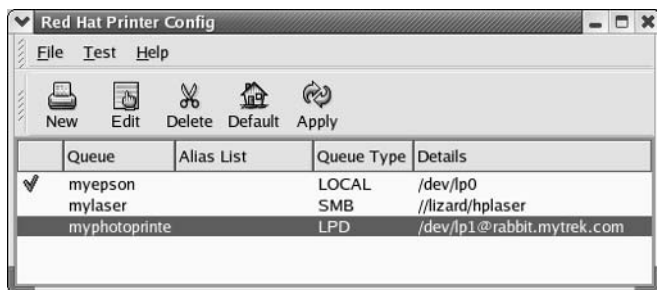 Red Hat Printer Config
File Test Help
New Edit Delete Default Apply
Queue Alias List Queue Type Details
myepson LOCAL /dev/lp0
mylaser SMB //lizard/hplaser
myphotoprinte LPD /dev/lp1@rabbit.mytrek.com